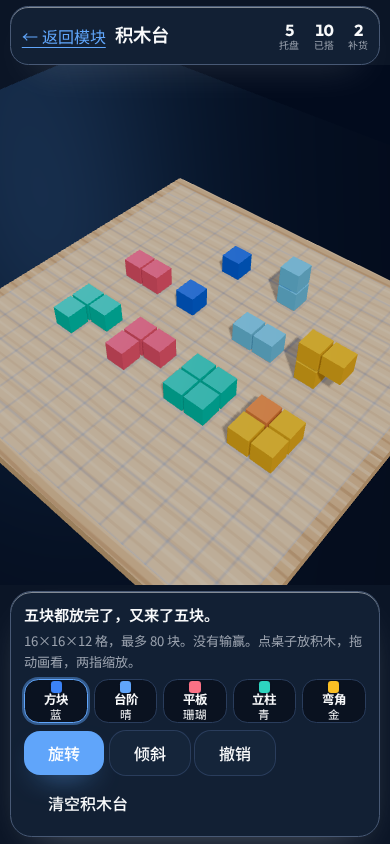 ← 返回模块 积木台
5 10 2
托盘 已搭 补货
五块都放完了，又来了五块。
16×16×12 格，最多 80 块。没有输赢。点桌子放积木，拖
动画看，两指缩放。
方块 台阶 平板 立柱 弯角
蓝 晴 珊瑚 青 金
旋转 倾斜 撤销
清空积木台